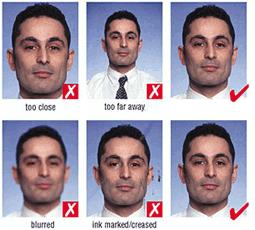 too close
too far away
blurred
ink marked/creased